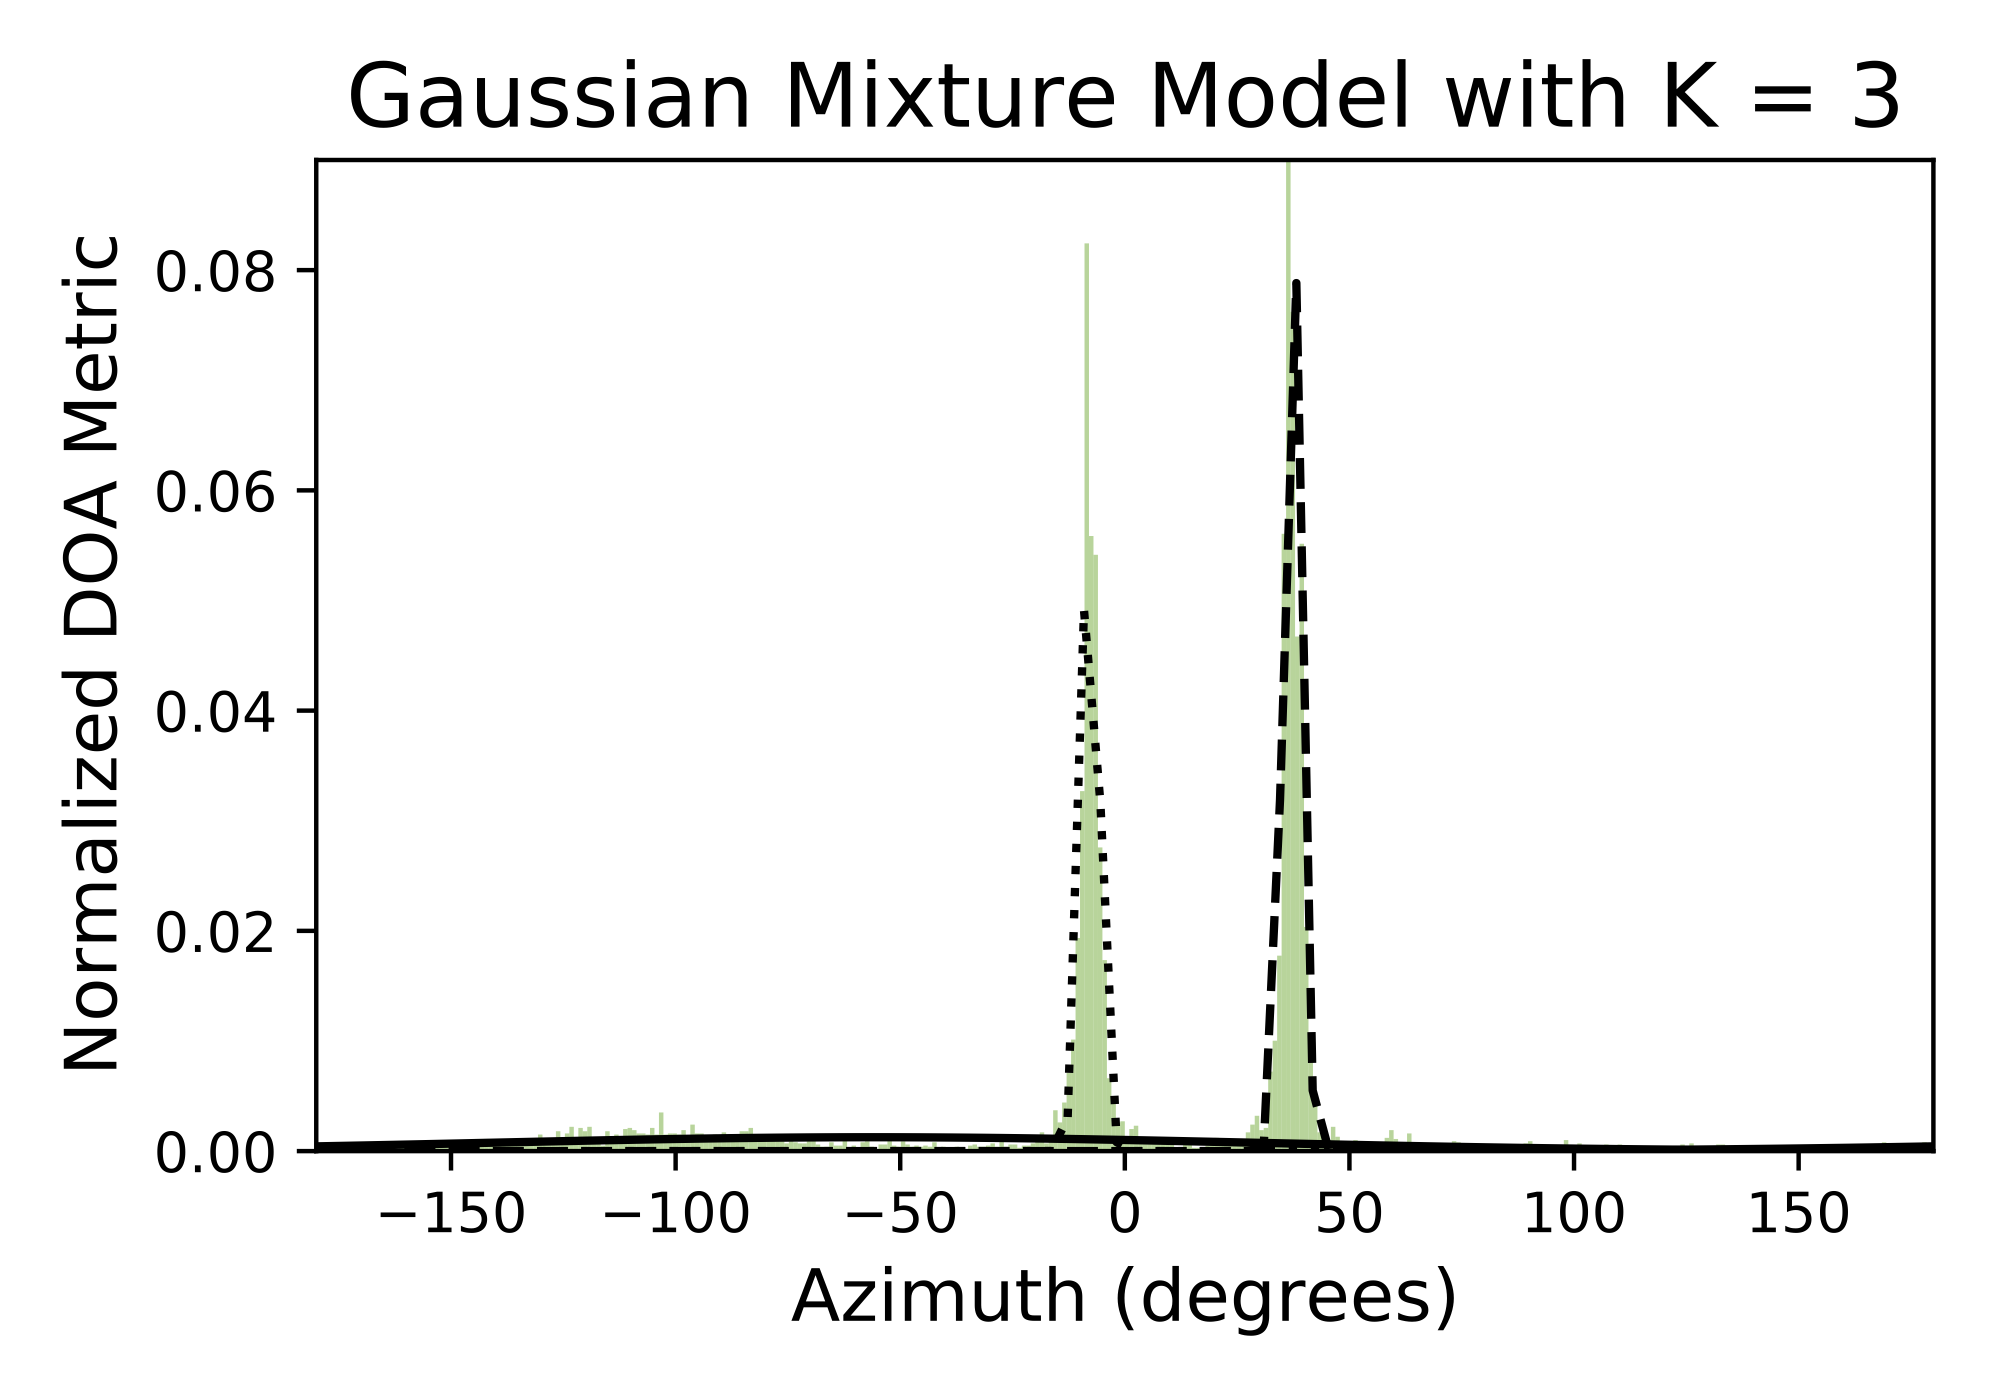 Gaussian Mixture Model with K = 3
Normalized DOA Metric
0.08
0.06
0.04
0.02
0.00
−150 −100 −50 0 50 100 150
Azimuth (degrees)